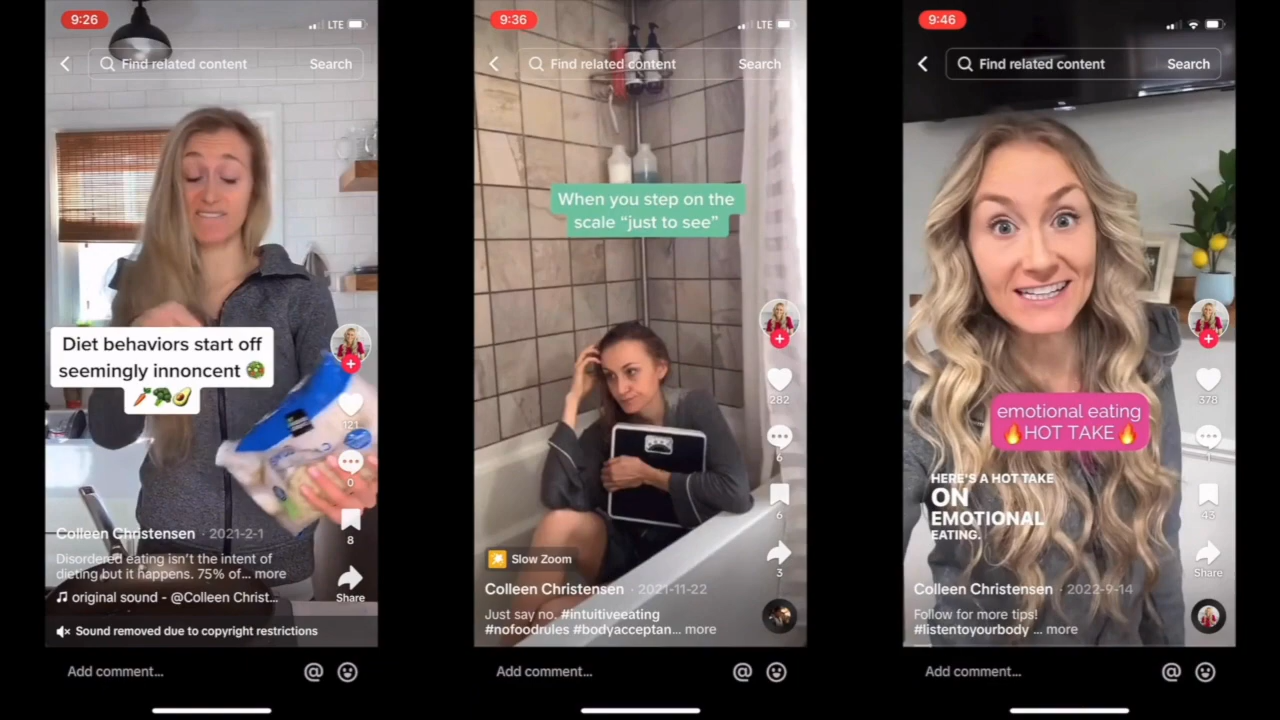 9:26
LTE
Find related content
Search
Diet behaviors start off
seemingly innoncent
121
0
8
Share
Colleen Christensen · 2021-2-1
Disordered eating isn't the intent of
dieting but it happens. 75% of... more
original sound - @Colleen Christ...
Sound removed due to copyright restrictions
Add comment...
@
9:36
LTE
Find related content
Search
When you step on the
scale "just to see"
282
6
6
3
Slow Zoom
Colleen Christensen · 2021-11-22
Just say no. #intuitiveeating
#nofoodrules #bodyacceptan... more
Add comment...
@
9:46
Find related content
Search
emotional eating
HOT TAKE
HERE'S A HOT TAKE
ON
EMOTIONAL
EATING.
378
1
43
Share
Colleen Christensen · 2022-9-14
Follow for more tips!
#listentoyourbody ... more
Add comment...
@